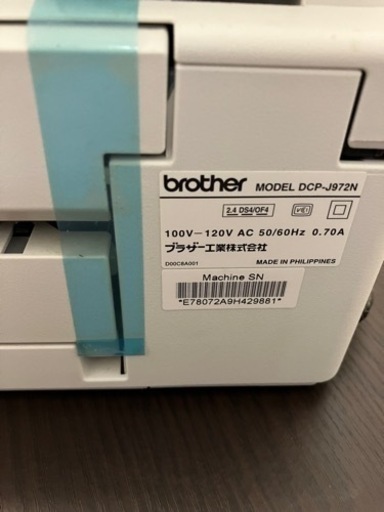 brother MODEL DCP-J972N
2.4 DS4/OF4
100V-120V AC 50/60Hz 0.70A
ブラザー工業株式会社
D00C8A001 MADE IN PHILIPPINES
Machine SN
"E78072A9H429881"